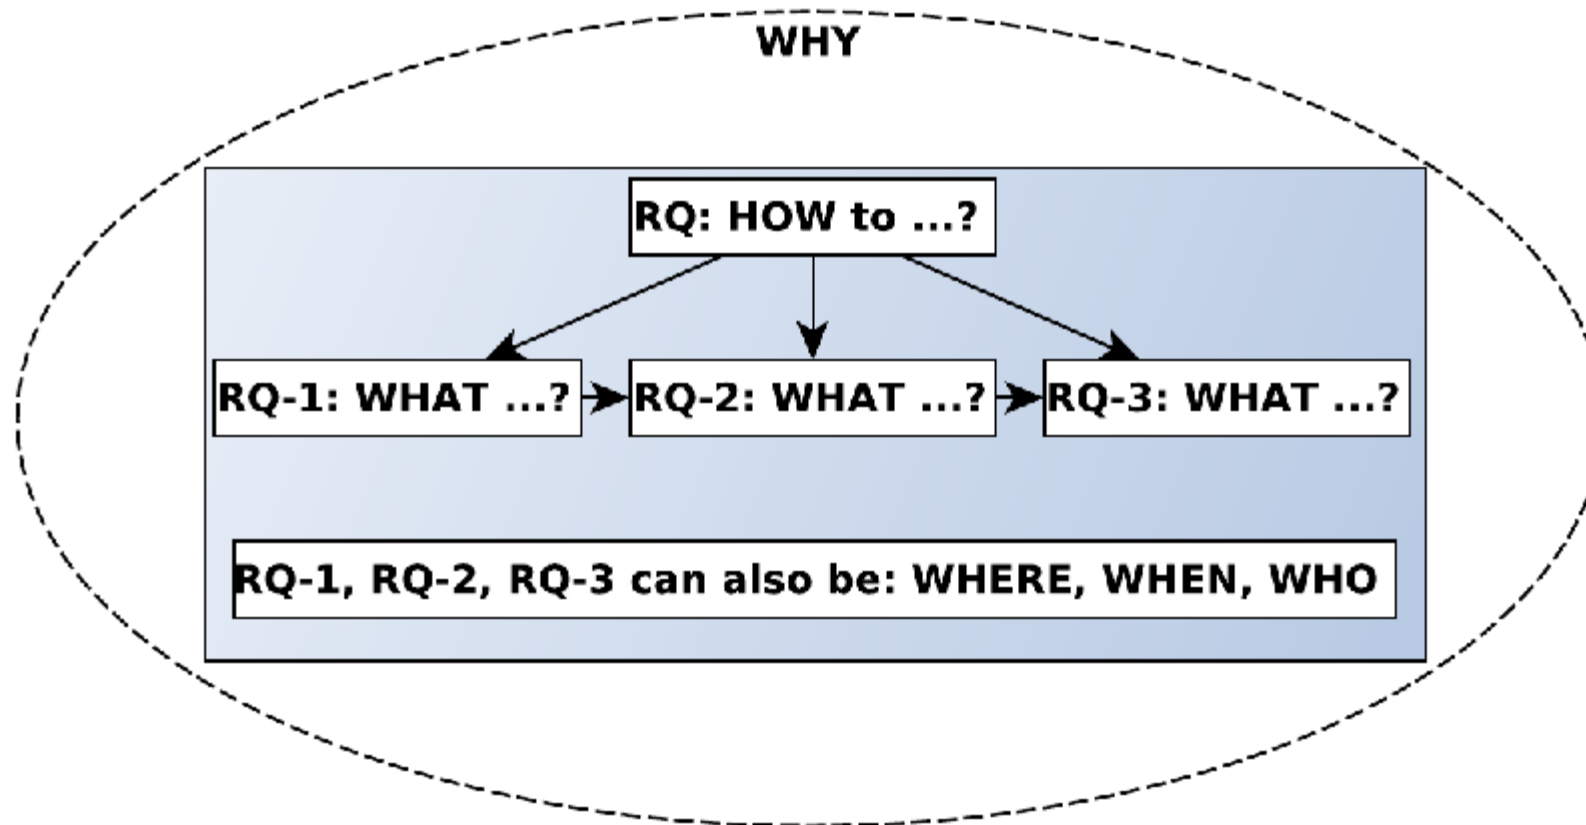 WHY
RQ: HOW to ...?
RQ-1: WHAT ...?
RQ-2: WHAT ...?
RQ-3: WHAT ...?
RQ-1, RQ-2, RQ-3 can also be: WHERE, WHEN, WHO